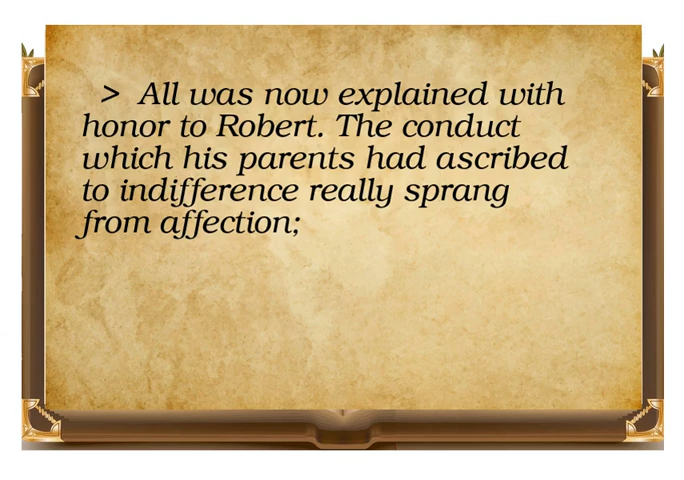 > All was now explained with
honor to Robert. The conduct
which his parents had ascribed
to indifference really sprang
from affection;